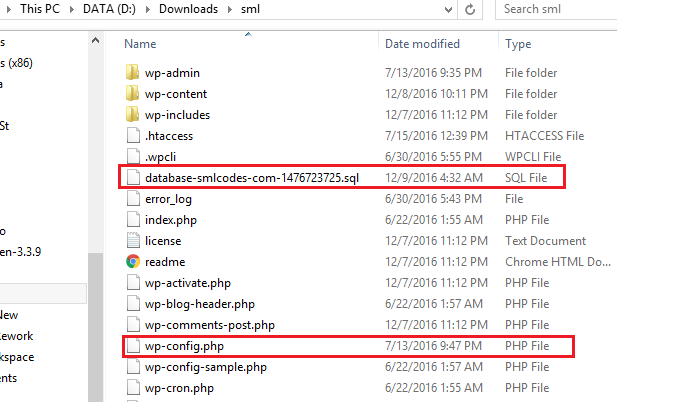 This PC ▸ DATA (D:) ▸ Downloads ▸ sml
Search sml
Name Date modified Type
wp-admin 7/13/2016 9:35 PM File folder
wp-content 12/8/2016 10:11 PM File folder
wp-includes 12/7/2016 11:12 PM File folder
.htaccess 7/15/2016 12:39 PM HTACCESS File
.wpcli 6/30/2016 5:55 PM WPCLI File
database-smlcodes-com-1476723725.sql 12/9/2016 4:32 AM SQL File
error_log 6/30/2016 5:43 PM File
index.php 6/22/2016 1:55 AM PHP File
license 12/7/2016 11:12 PM Text Document
readme 12/7/2016 11:12 PM Chrome HTML Do...
wp-activate.php 12/7/2016 11:12 PM PHP File
wp-blog-header.php 6/22/2016 1:57 AM PHP File
wp-comments-post.php 12/7/2016 11:12 PM PHP File
wp-config.php 7/13/2016 9:47 PM PHP File
wp-config-sample.php 6/22/2016 1:57 AM PHP File
wp-cron.php 6/22/2016 1:55 AM PHP File
s
s (x86)
a
St
o
en-3.3.9
New
Rework
kspace
ents